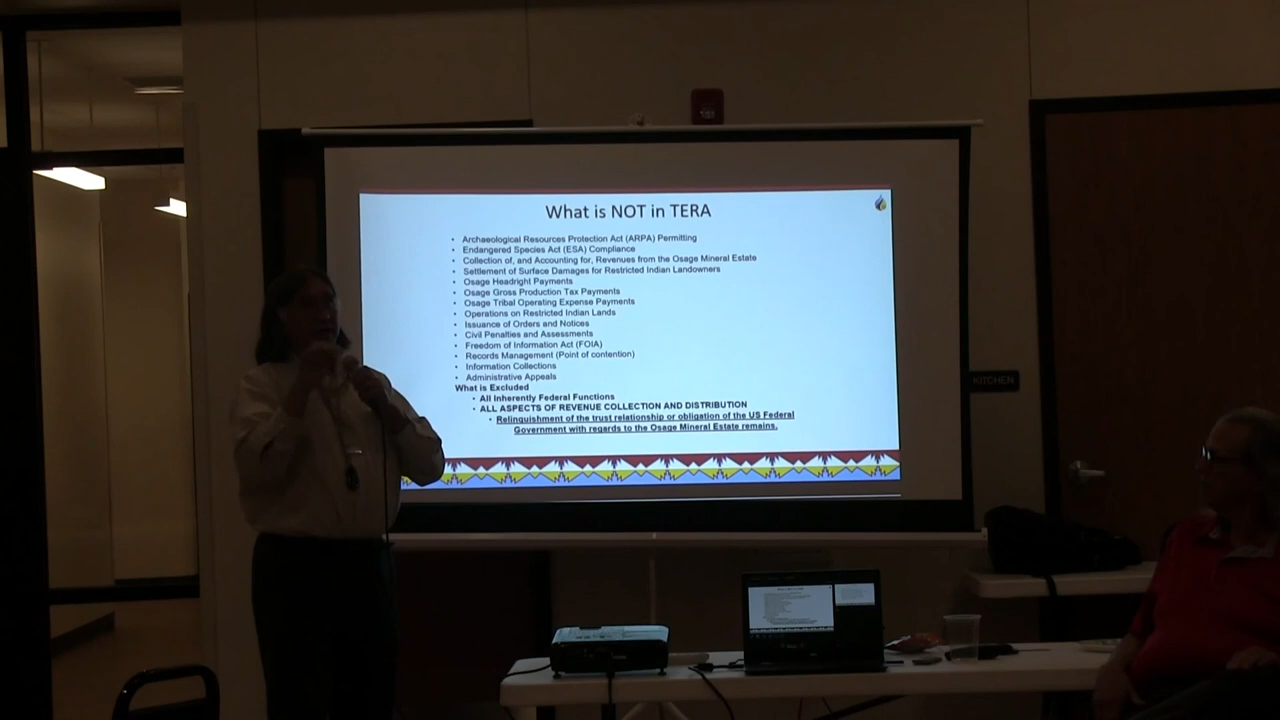 What is NOT in TERA
• Archaeological Resources Protection Act (ARPA) Permitting
• Endangered Species Act (ESA) Compliance
• Collection of, and Accounting for, Revenues from the Osage Mineral Estate
• Settlement of Surface Damages for Restricted Indian Landowners
• Osage Headright Payments
• Osage Gross Production Tax Payments
• Osage Tribal Operating Expense Payments
• Operations on Restricted Indian Lands
• Issuance of Orders and Notices
• Civil Penalties and Assessments
• Freedom of Information Act (FOIA)
• Records Management (Point of contention)
• Information Collections
• Administrative Appeals
What is Excluded
• All Inherently Federal Functions
• ALL ASPECTS OF REVENUE COLLECTION AND DISTRIBUTION
• Relinquishment of the trust relationship or obligation of the US Federal
Government with regards to the Osage Mineral Estate remains.
KITCHEN